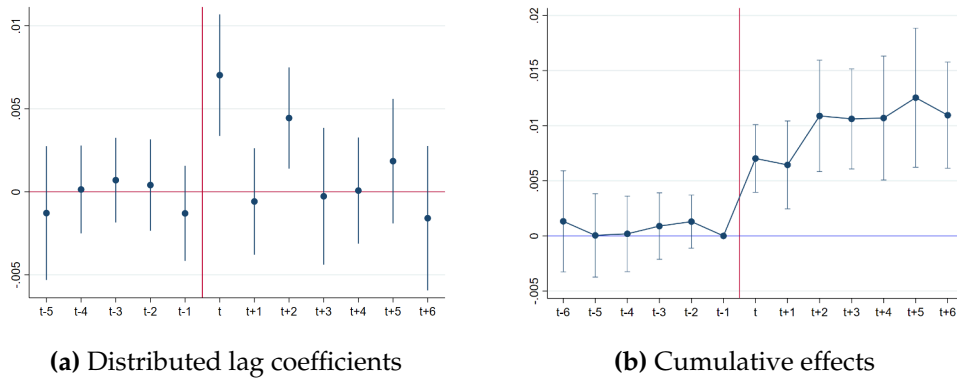 .01
.005
0
-.005
t-5 t-4 t-3 t-2 t-1 t t+1 t+2 t+3 t+4 t+5 t+6
(a) Distributed lag coefficients
.02
.015
.01
.005
0
-.005
t-6 t-5 t-4 t-3 t-2 t-1 t t+1 t+2 t+3 t+4 t+5 t+6
(b) Cumulative effects